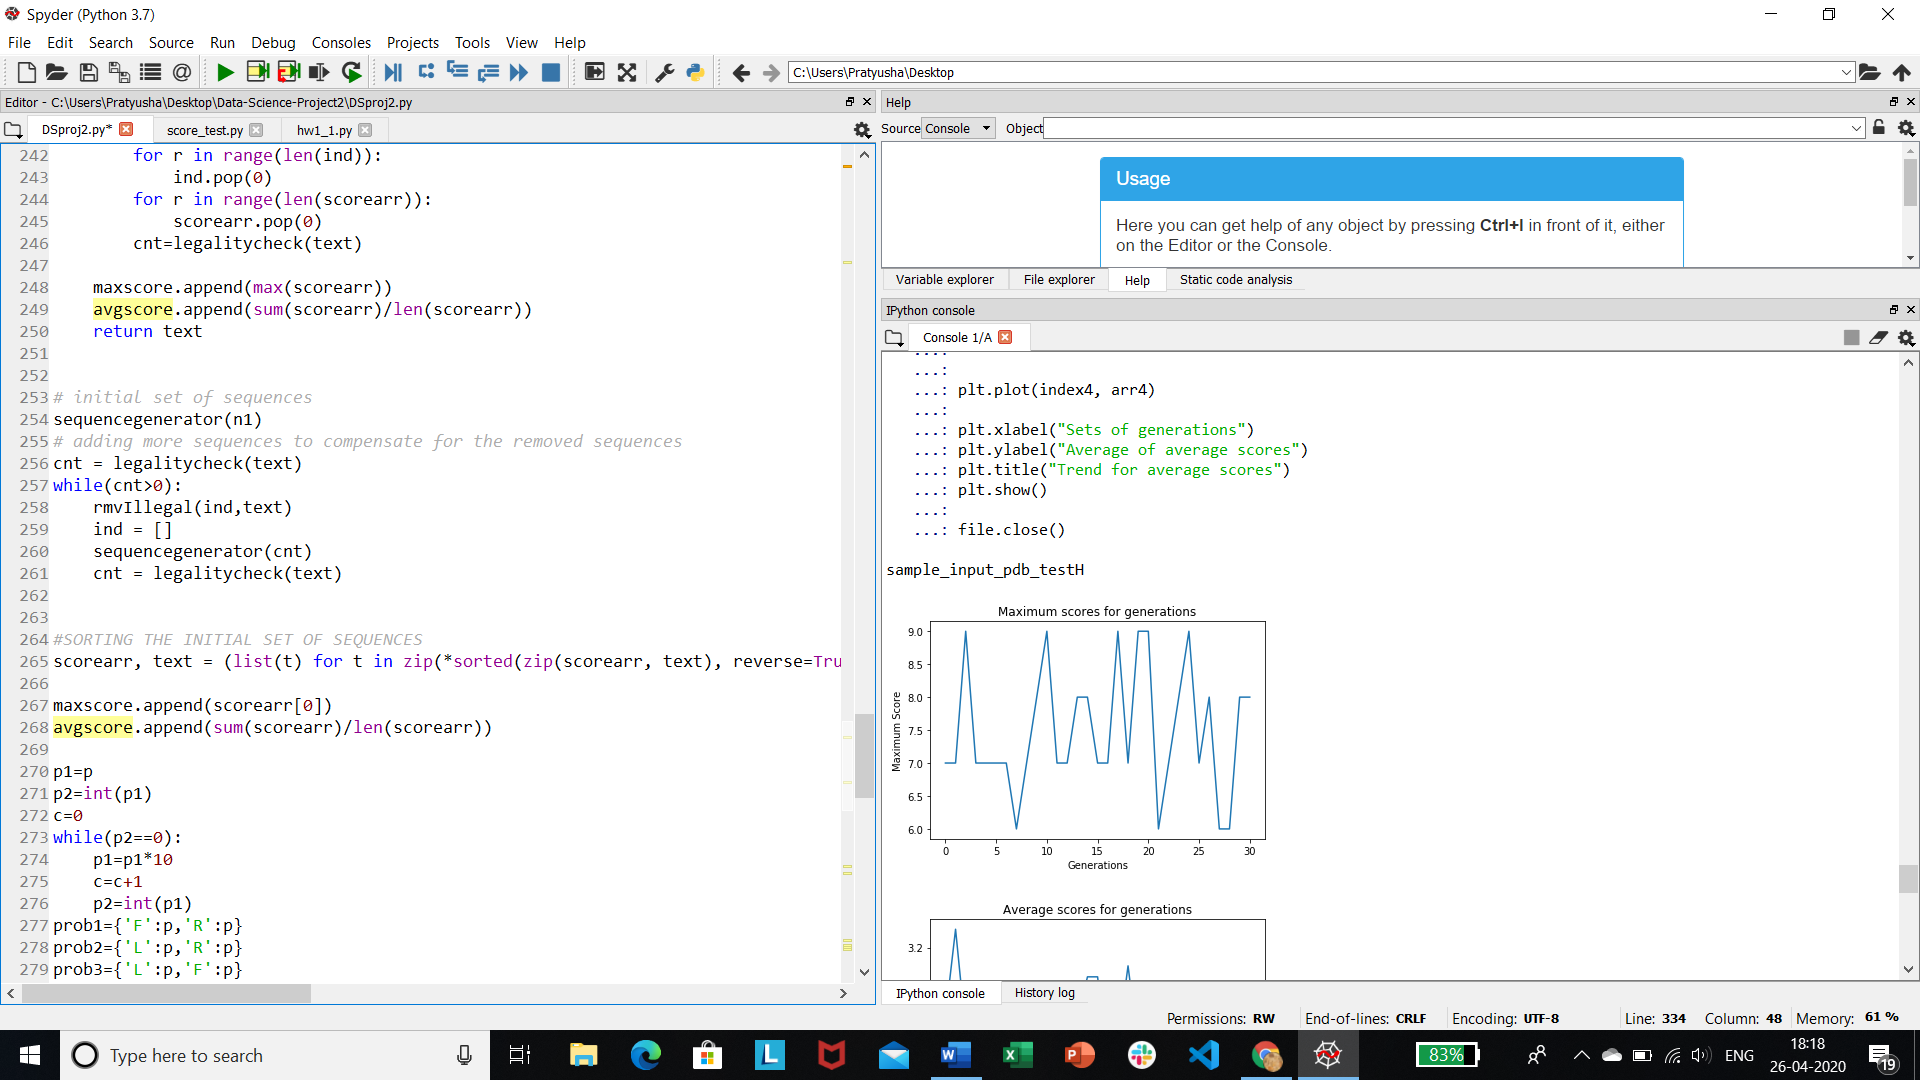 Spyder (Python 3.7)
File Edit Search Source Run Debug Consoles Projects Tools View Help
C:\Users\Pratyusha\Desktop
Editor - C:\Users\Pratyusha\Desktop\Data-Science-Project2\DSproj2.py
DSproj2.py* score_test.py hw1_1.py
242 for r in range(len(ind)):
243 ind.pop(0)
244 for r in range(len(scorearr)):
245 scorearr.pop(0)
246 cnt=legalitycheck(text)
247
248 maxscore.append(max(scorearr))
249 avgscore.append(sum(scorearr)/len(scorearr))
250 return text
251
252
253 # initial set of sequences
254 sequencegenerator(n1)
255 # adding more sequences to compensate for the removed sequences
256 cnt = legalitycheck(text)
257 while(cnt>0):
258 rmvIllegal(ind,text)
259 ind = []
260 sequencegenerator(cnt)
261 cnt = legalitycheck(text)
262
263
264 #SORTING THE INITIAL SET OF SEQUENCES
265 scorearr, text = (list(t) for t in zip(*sorted(zip(scorearr, text), reverse=Tru
266
267 maxscore.append(scorearr[0])
268 avgscore.append(sum(scorearr)/len(scorearr))
269
270 p1=p
271 p2=int(p1)
272 c=0
273 while(p2==0):
274 p1=p1*10
275 c=c+1
276 p2=int(p1)
277 prob1={'F':p,'R':p}
278 prob2={'L':p,'R':p}
279 prob3={'L':p,'F':p}
Help
Source Console Object
Usage
Here you can get help of any object by pressing Ctrl+I in front of it, either
on the Editor or the Console.
Variable explorer File explorer Help Static code analysis
IPython console
Console 1/A
...:
...:
...: plt.plot(index4, arr4)
...:
...: plt.xlabel("Sets of generations")
...: plt.ylabel("Average of average scores")
...: plt.title("Trend for average scores")
...: plt.show()
...:
...: file.close()
sample_input_pdb_testH
Maximum scores for generations
9.0
8.5
8.0
7.5
7.0
6.5
6.0
Maximum Score
0 5 10 15 20 25 30
Generations
Average scores for generations
3.2
IPython console History log
Permissions: RW End-of-lines: CRLF Encoding: UTF-8 Line: 334 Column: 48 Memory: 61 %
Type here to search
83%
ENG
18:18
26-04-2020
19